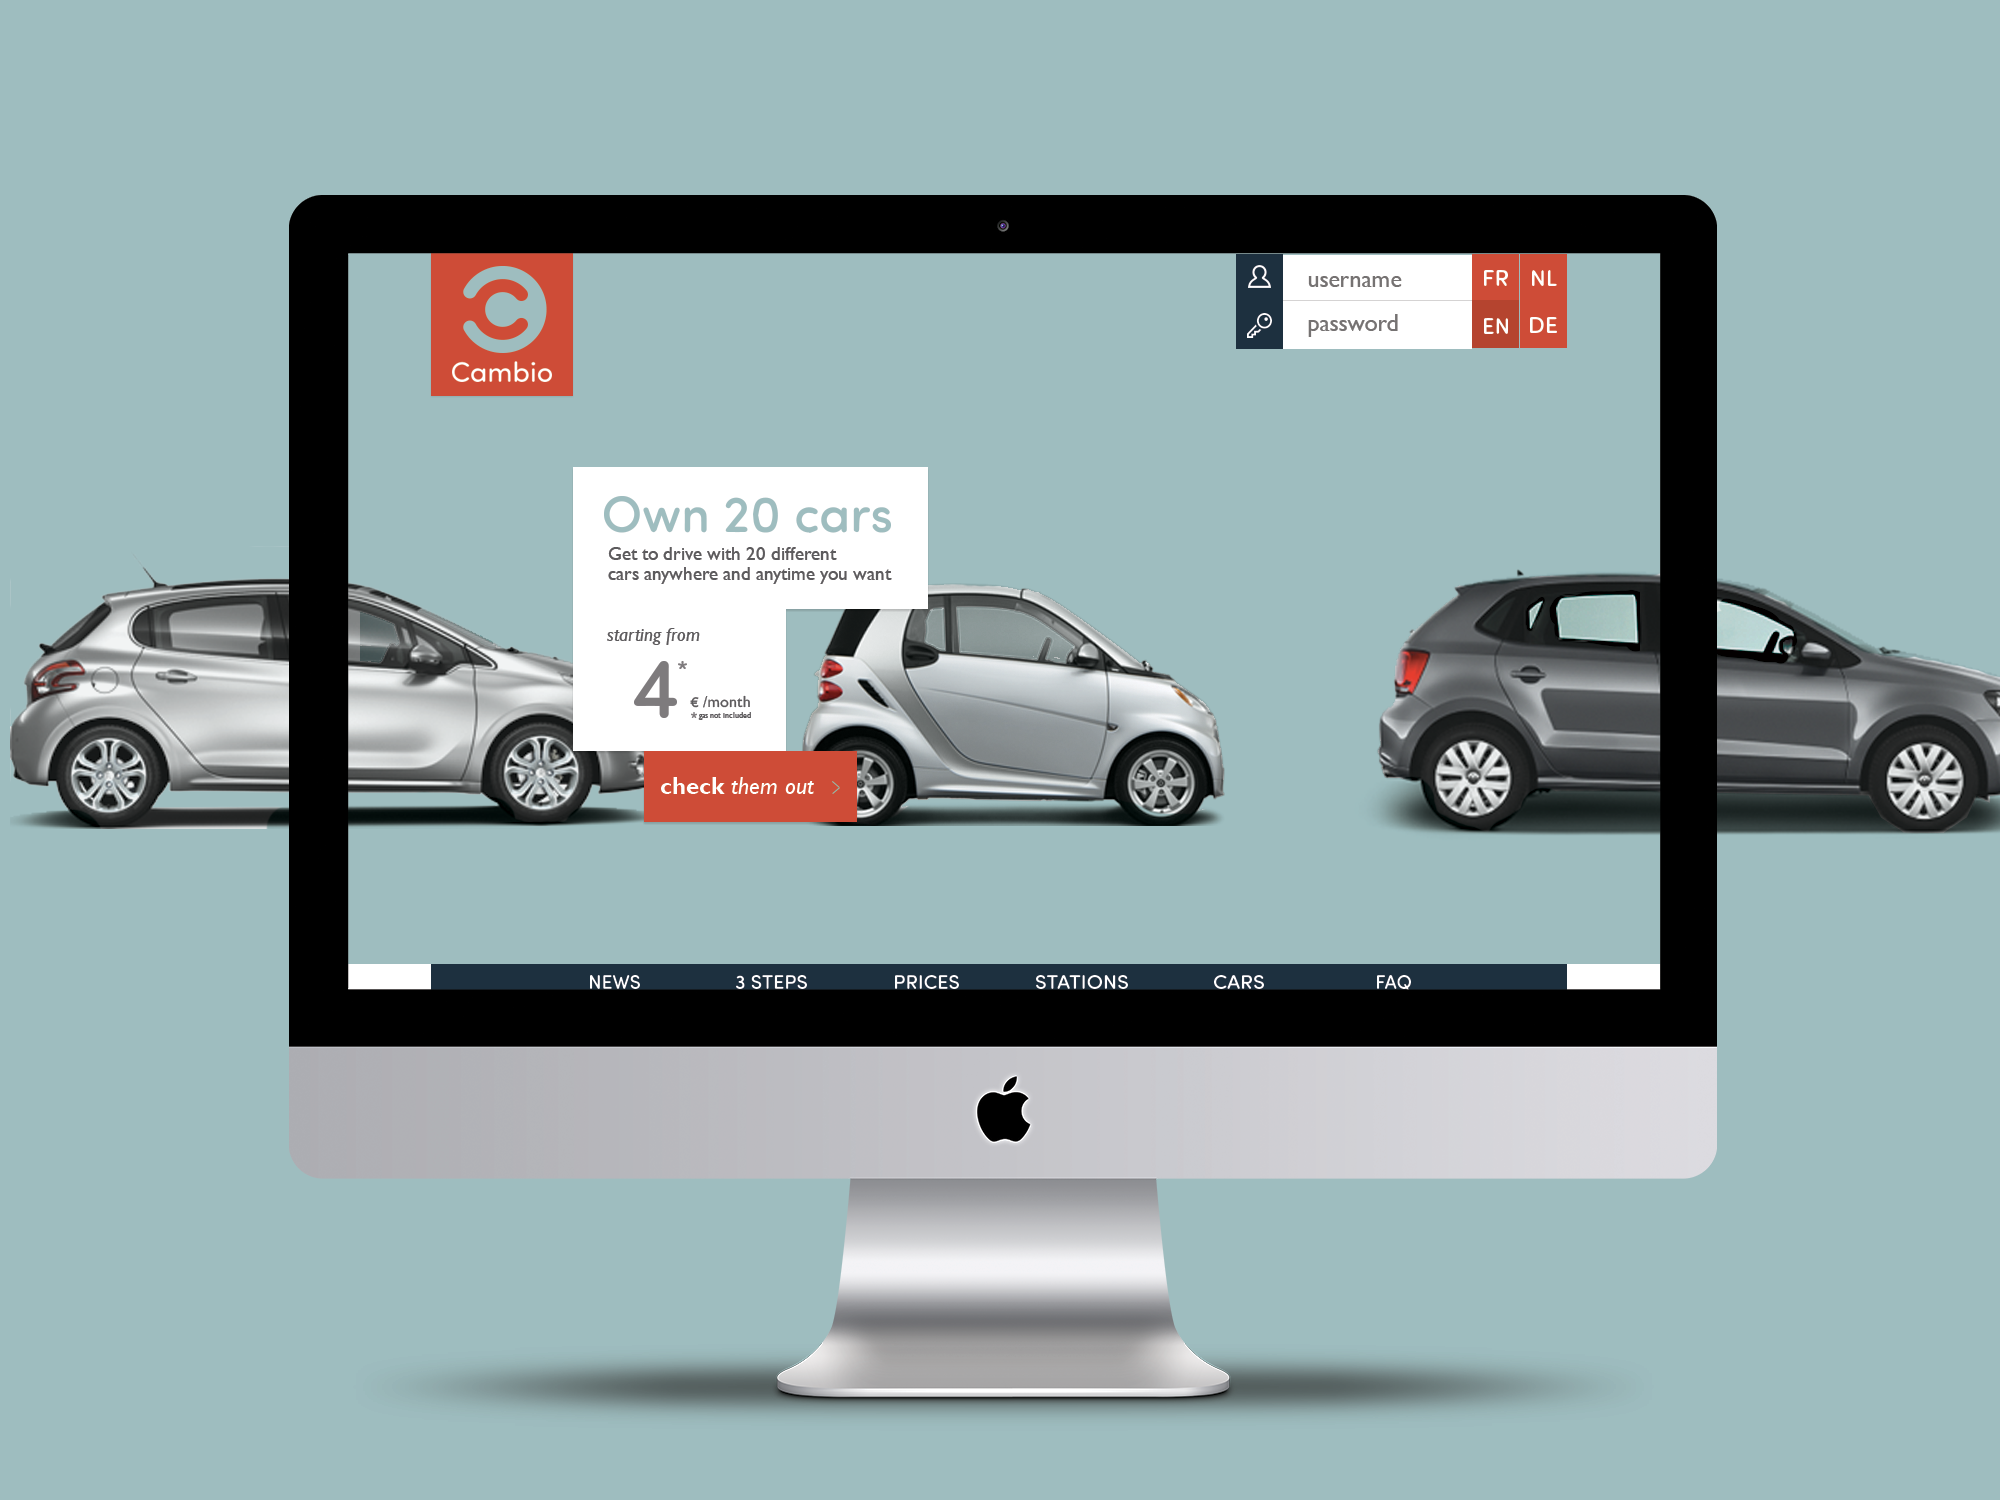 Cambio
username
password
FR NL
EN DE
Own 20 cars
Get to drive with 20 different
cars anywhere and anytime you want
starting from
4*
€ /month
* gas not included
check them out >
NEWS 3 STEPS PRICES STATIONS CARS FAQ